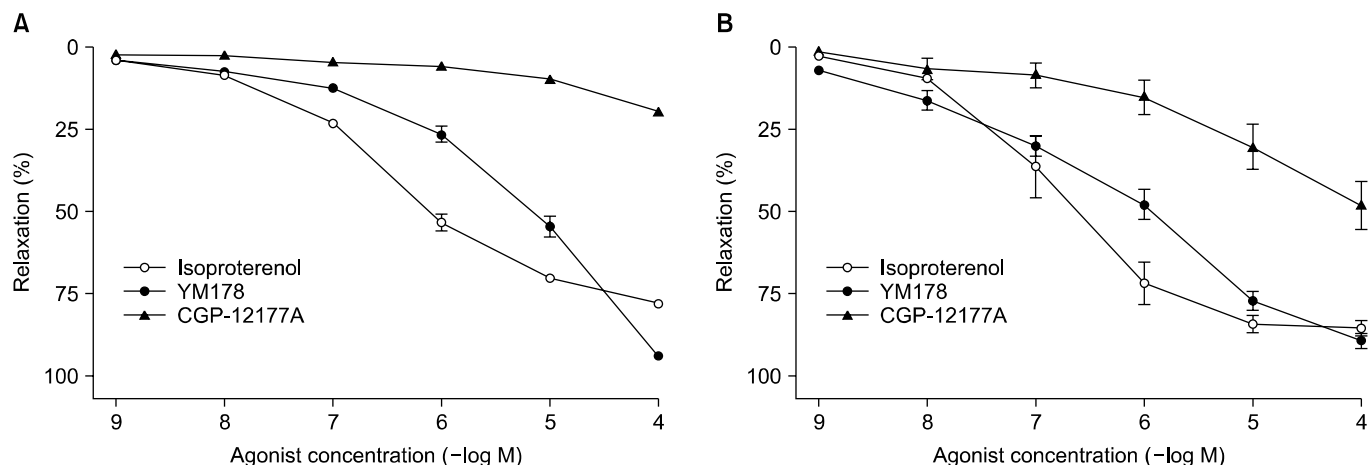 A
0
25
50
75
100
Relaxation (%)
Isoproterenol
YM178
CGP-12177A
9 8 7 6 5 4
Agonist concentration (−log M)
B
0
25
50
75
100
Relaxation (%)
Isoproterenol
YM178
CGP-12177A
9 8 7 6 5 4
Agonist concentration (−log M)